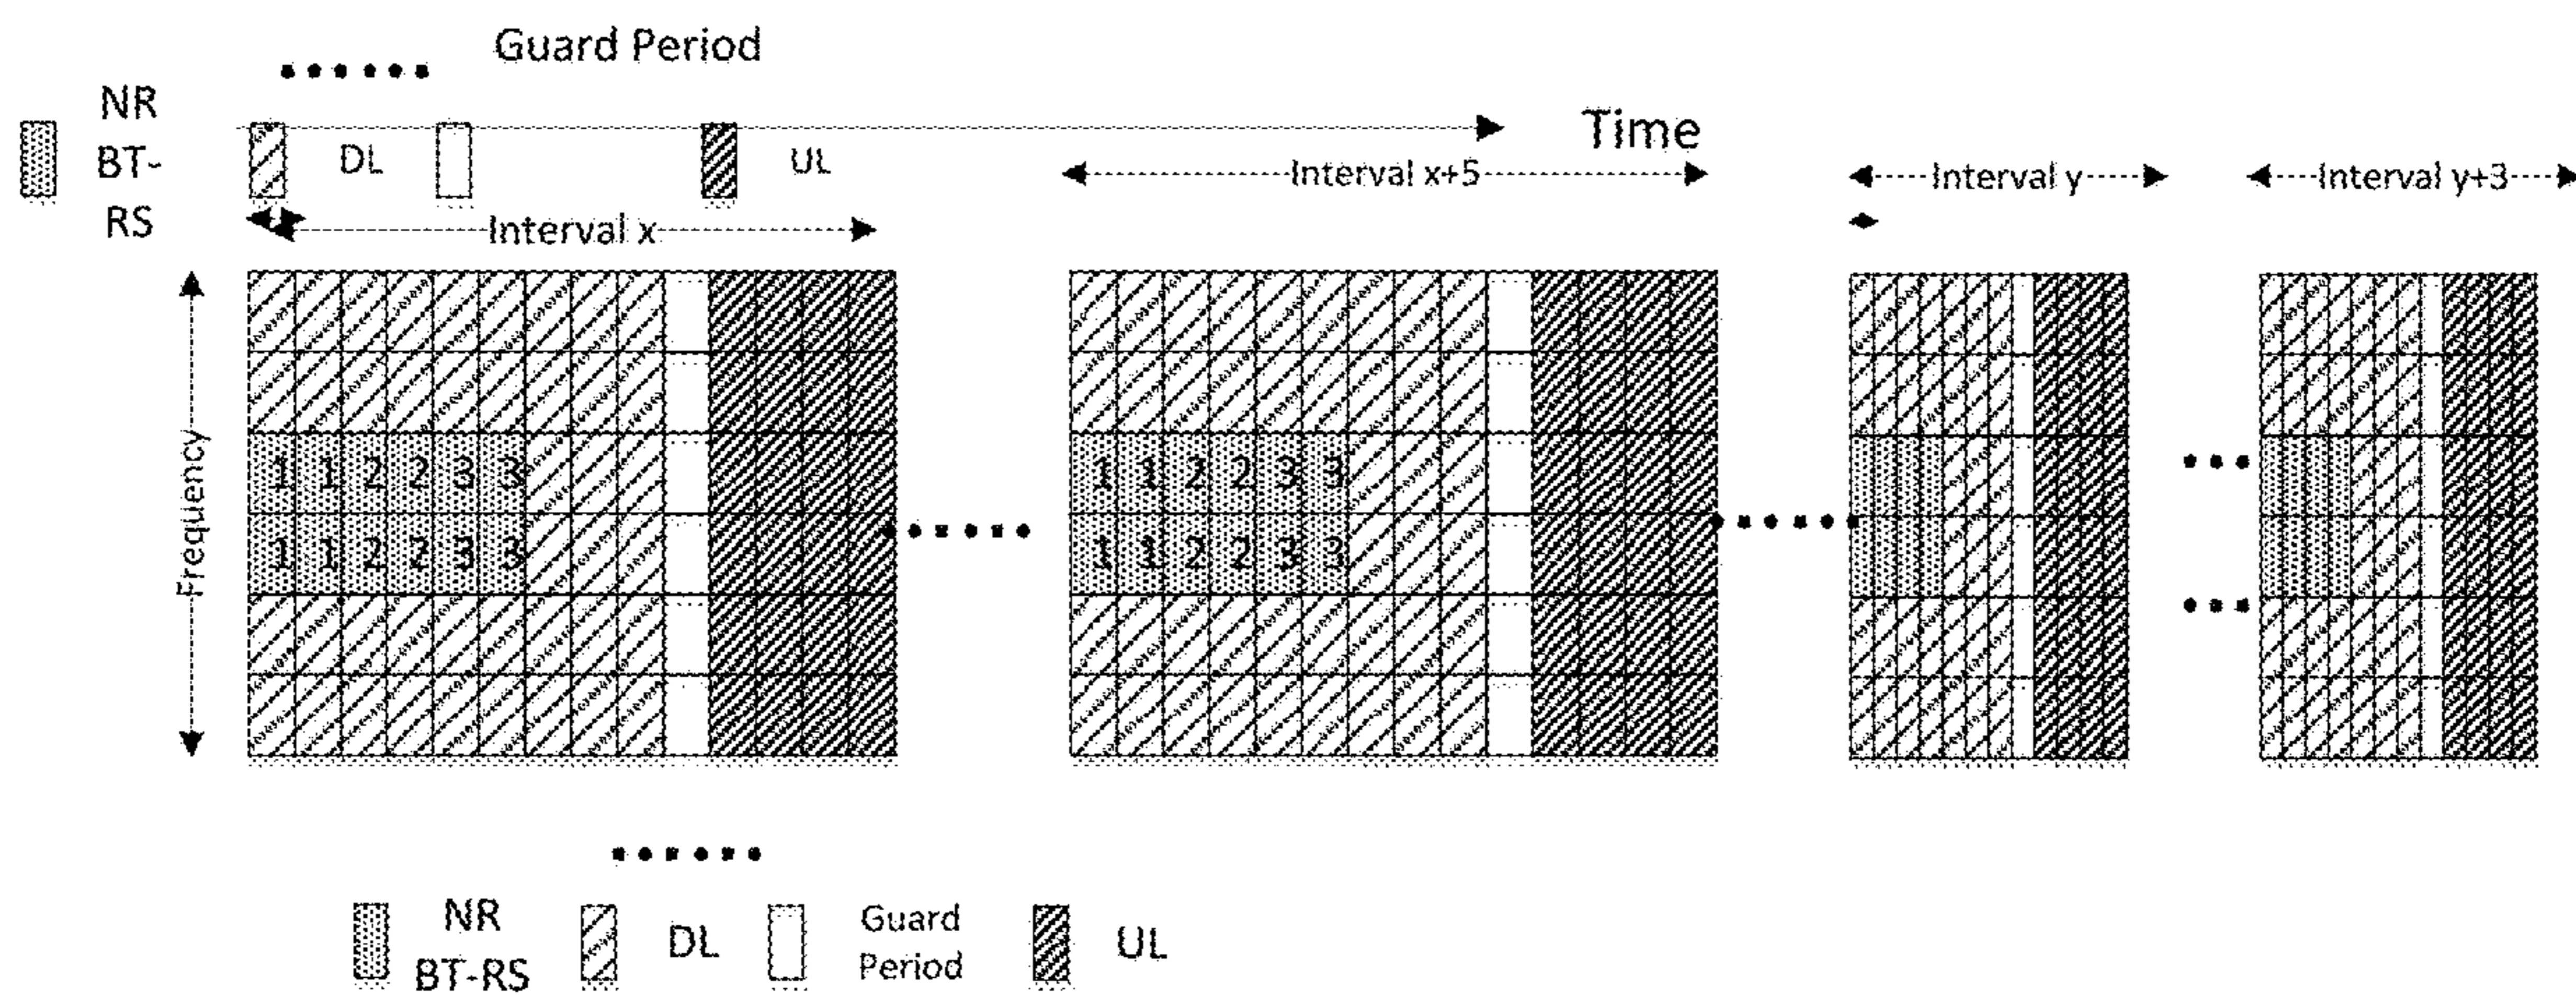 Guard Period
NR
BT-
RS
DL
UL
Time
Interval x
Interval x+5
Interval y
Interval y+3
Frequency
1 1 2 2 3 3
1 1 2 2 3 3
1 1 2 2 3 3
1 1 2 2 3 3
NR
BT-RS
DL
Guard
Period
UL